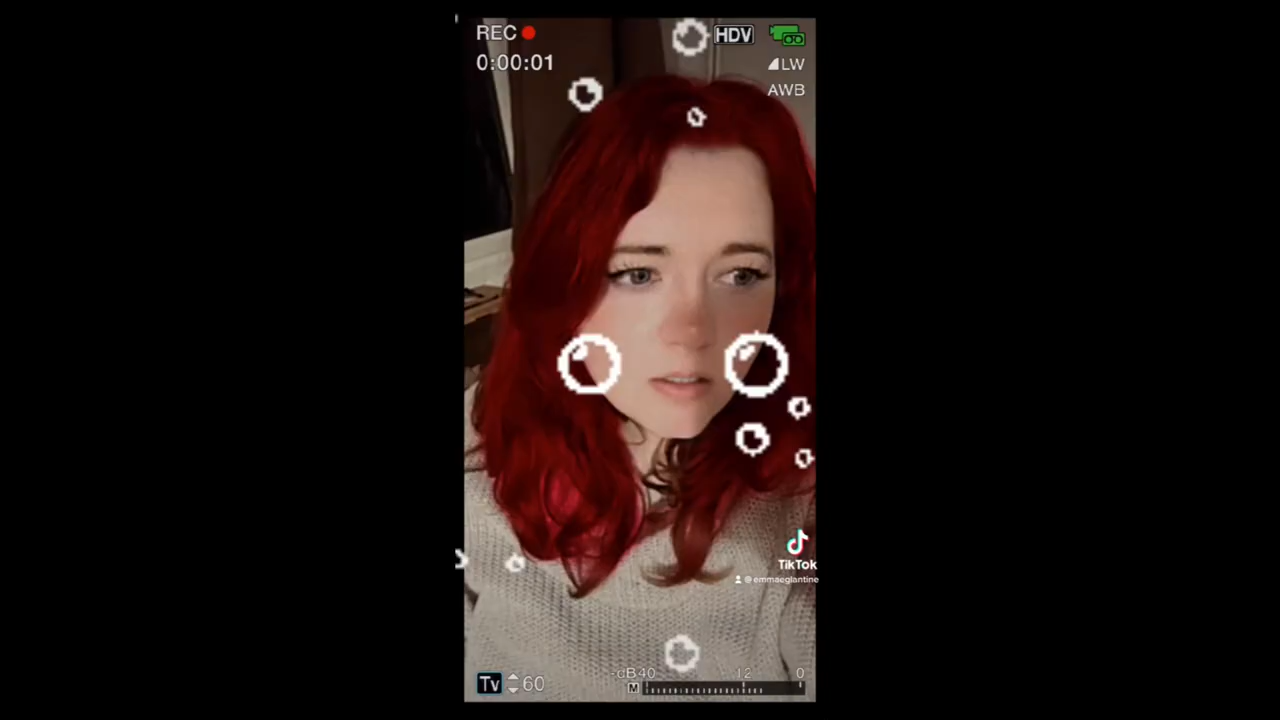 REC HDV
0:00:01 LW
AWB
TikTok
@emmaeglantine
-dB40 12 0
Tv 60 M